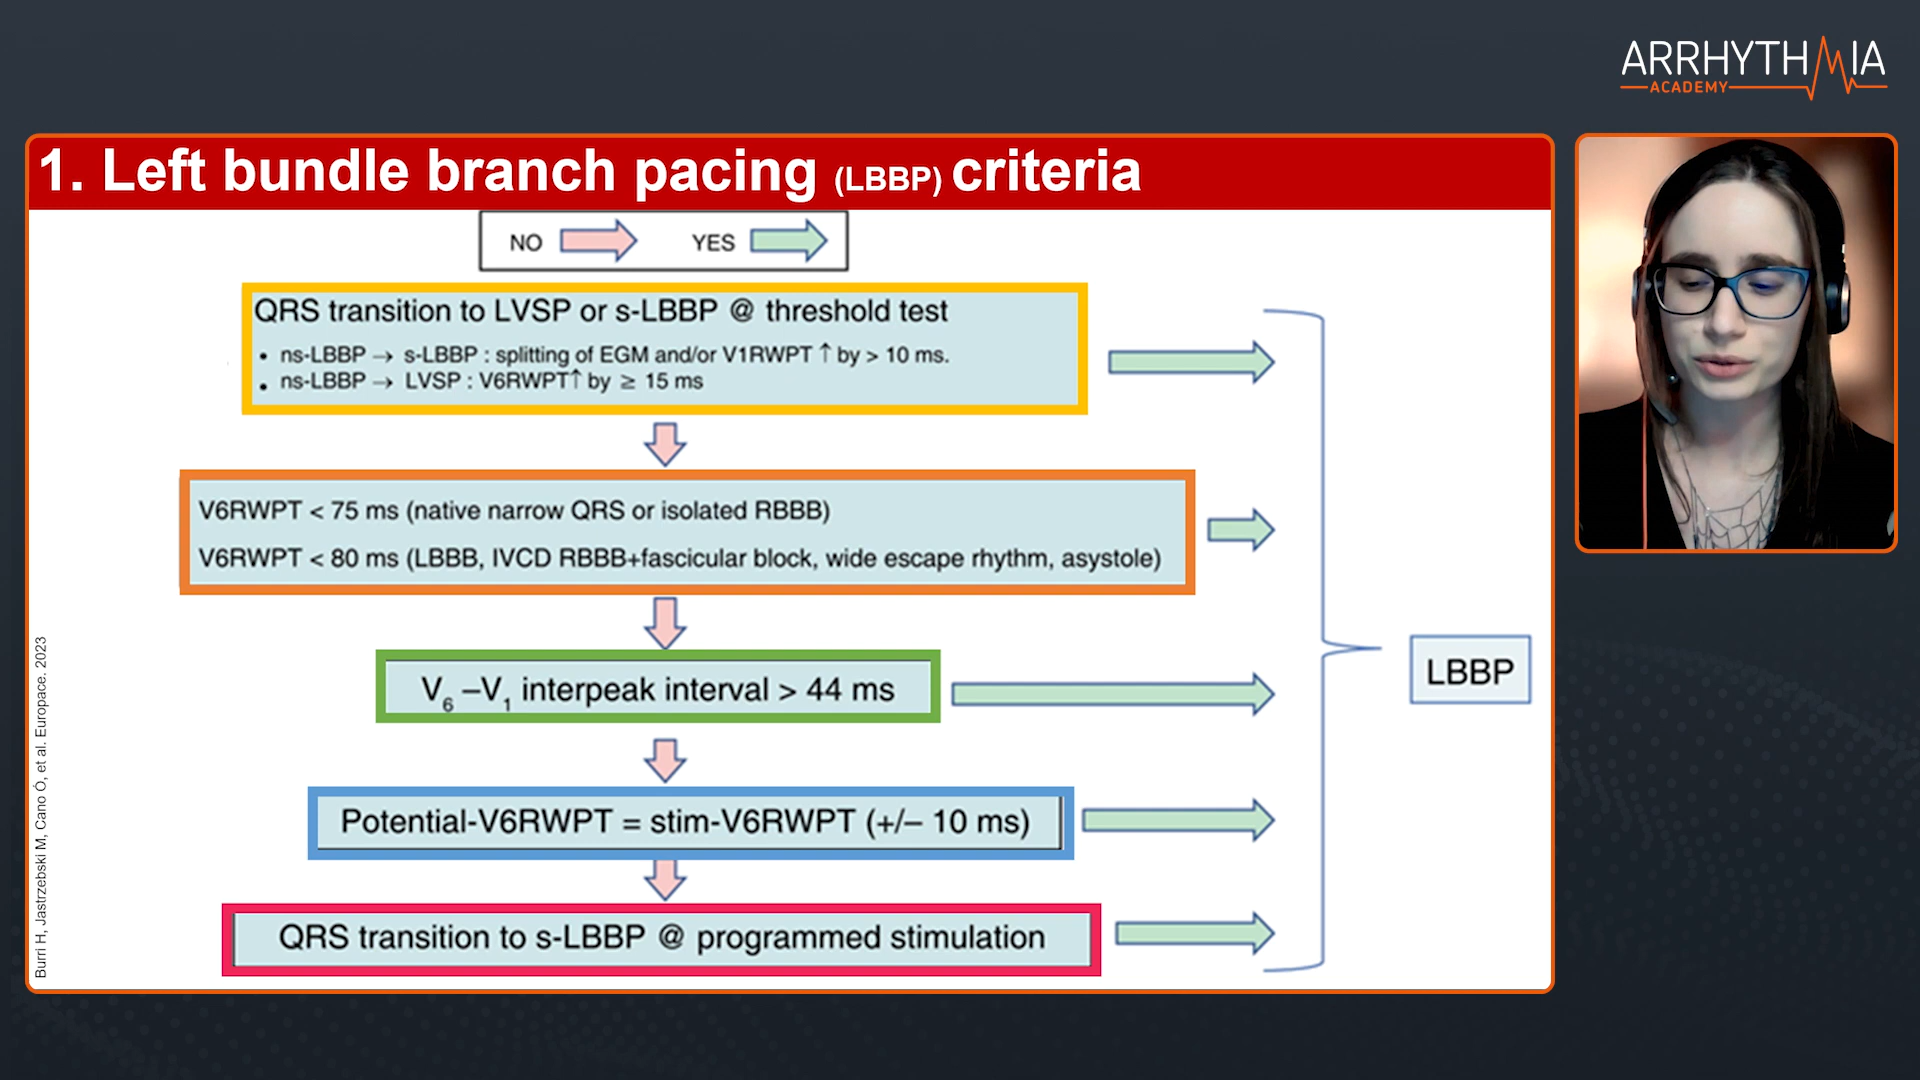 ARRHYTHMIA
ACADEMY
1. Left bundle branch pacing (LBBP) criteria
NO YES
QRS transition to LVSP or s-LBBP @ threshold test
• ns-LBBP → s-LBBP : splitting of EGM and/or V1RWPT ↑ by > 10 ms.
• ns-LBBP → LVSP : V6RWPT↑ by ≥ 15 ms
V6RWPT < 75 ms (native narrow QRS or isolated RBBB)
V6RWPT < 80 ms (LBBB, IVCD RBBB+fascicular block, wide escape rhythm, asystole)
V6 –V1 interpeak interval > 44 ms
Potential-V6RWPT = stim-V6RWPT (+/– 10 ms)
QRS transition to s-LBBP @ programmed stimulation
LBBP
Burri H, Jastrzebski M, Cano Ó, et al. Europace. 2023